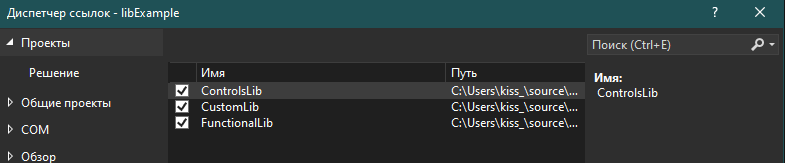 Диспетчер ссылок - libExample
? ×
Проекты
Решение
Общие проекты
COM
Обзор
Имя Путь
ControlsLib C:\Users\kiss_\source\...
CustomLib C:\Users\kiss_\source\...
FunctionalLib C:\Users\kiss_\source\...
Поиск (Ctrl+E)
Имя:
ControlsLib